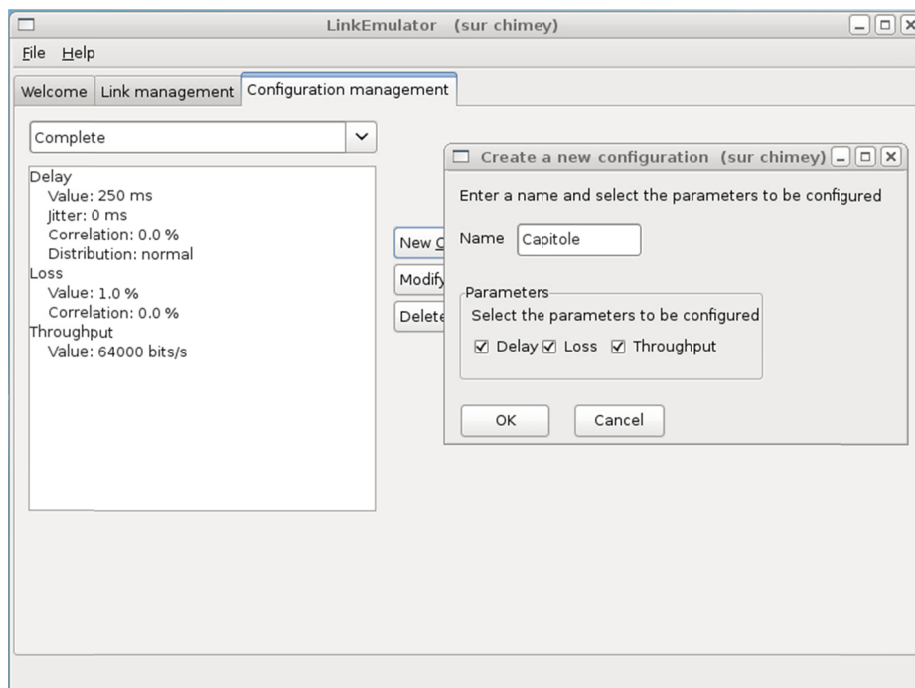 LinkEmulator (sur chimey)
File Help
Welcome Link management Configuration management
Complete
Delay
Value: 250 ms
Jitter: 0 ms
Correlation: 0.0 %
Distribution: normal
Loss
Value: 1.0 %
Correlation: 0.0 %
Throughput
Value: 64000 bits/s
New C
Modify
Delete
Create a new configuration (sur chimey)
Enter a name and select the parameters to be configured
Name Capitole
Parameters
Select the parameters to be configured
Delay Loss Throughput
OK Cancel